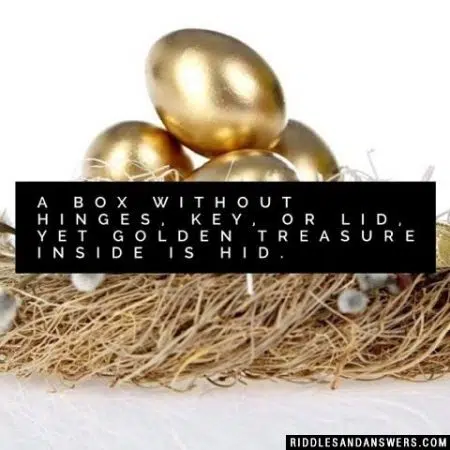 A BOX WITHOUT
HINGES, KEY, OR LID,
YET GOLDEN TREASURE
INSIDE IS HID.
RIDDLESANDANSWERS.COM